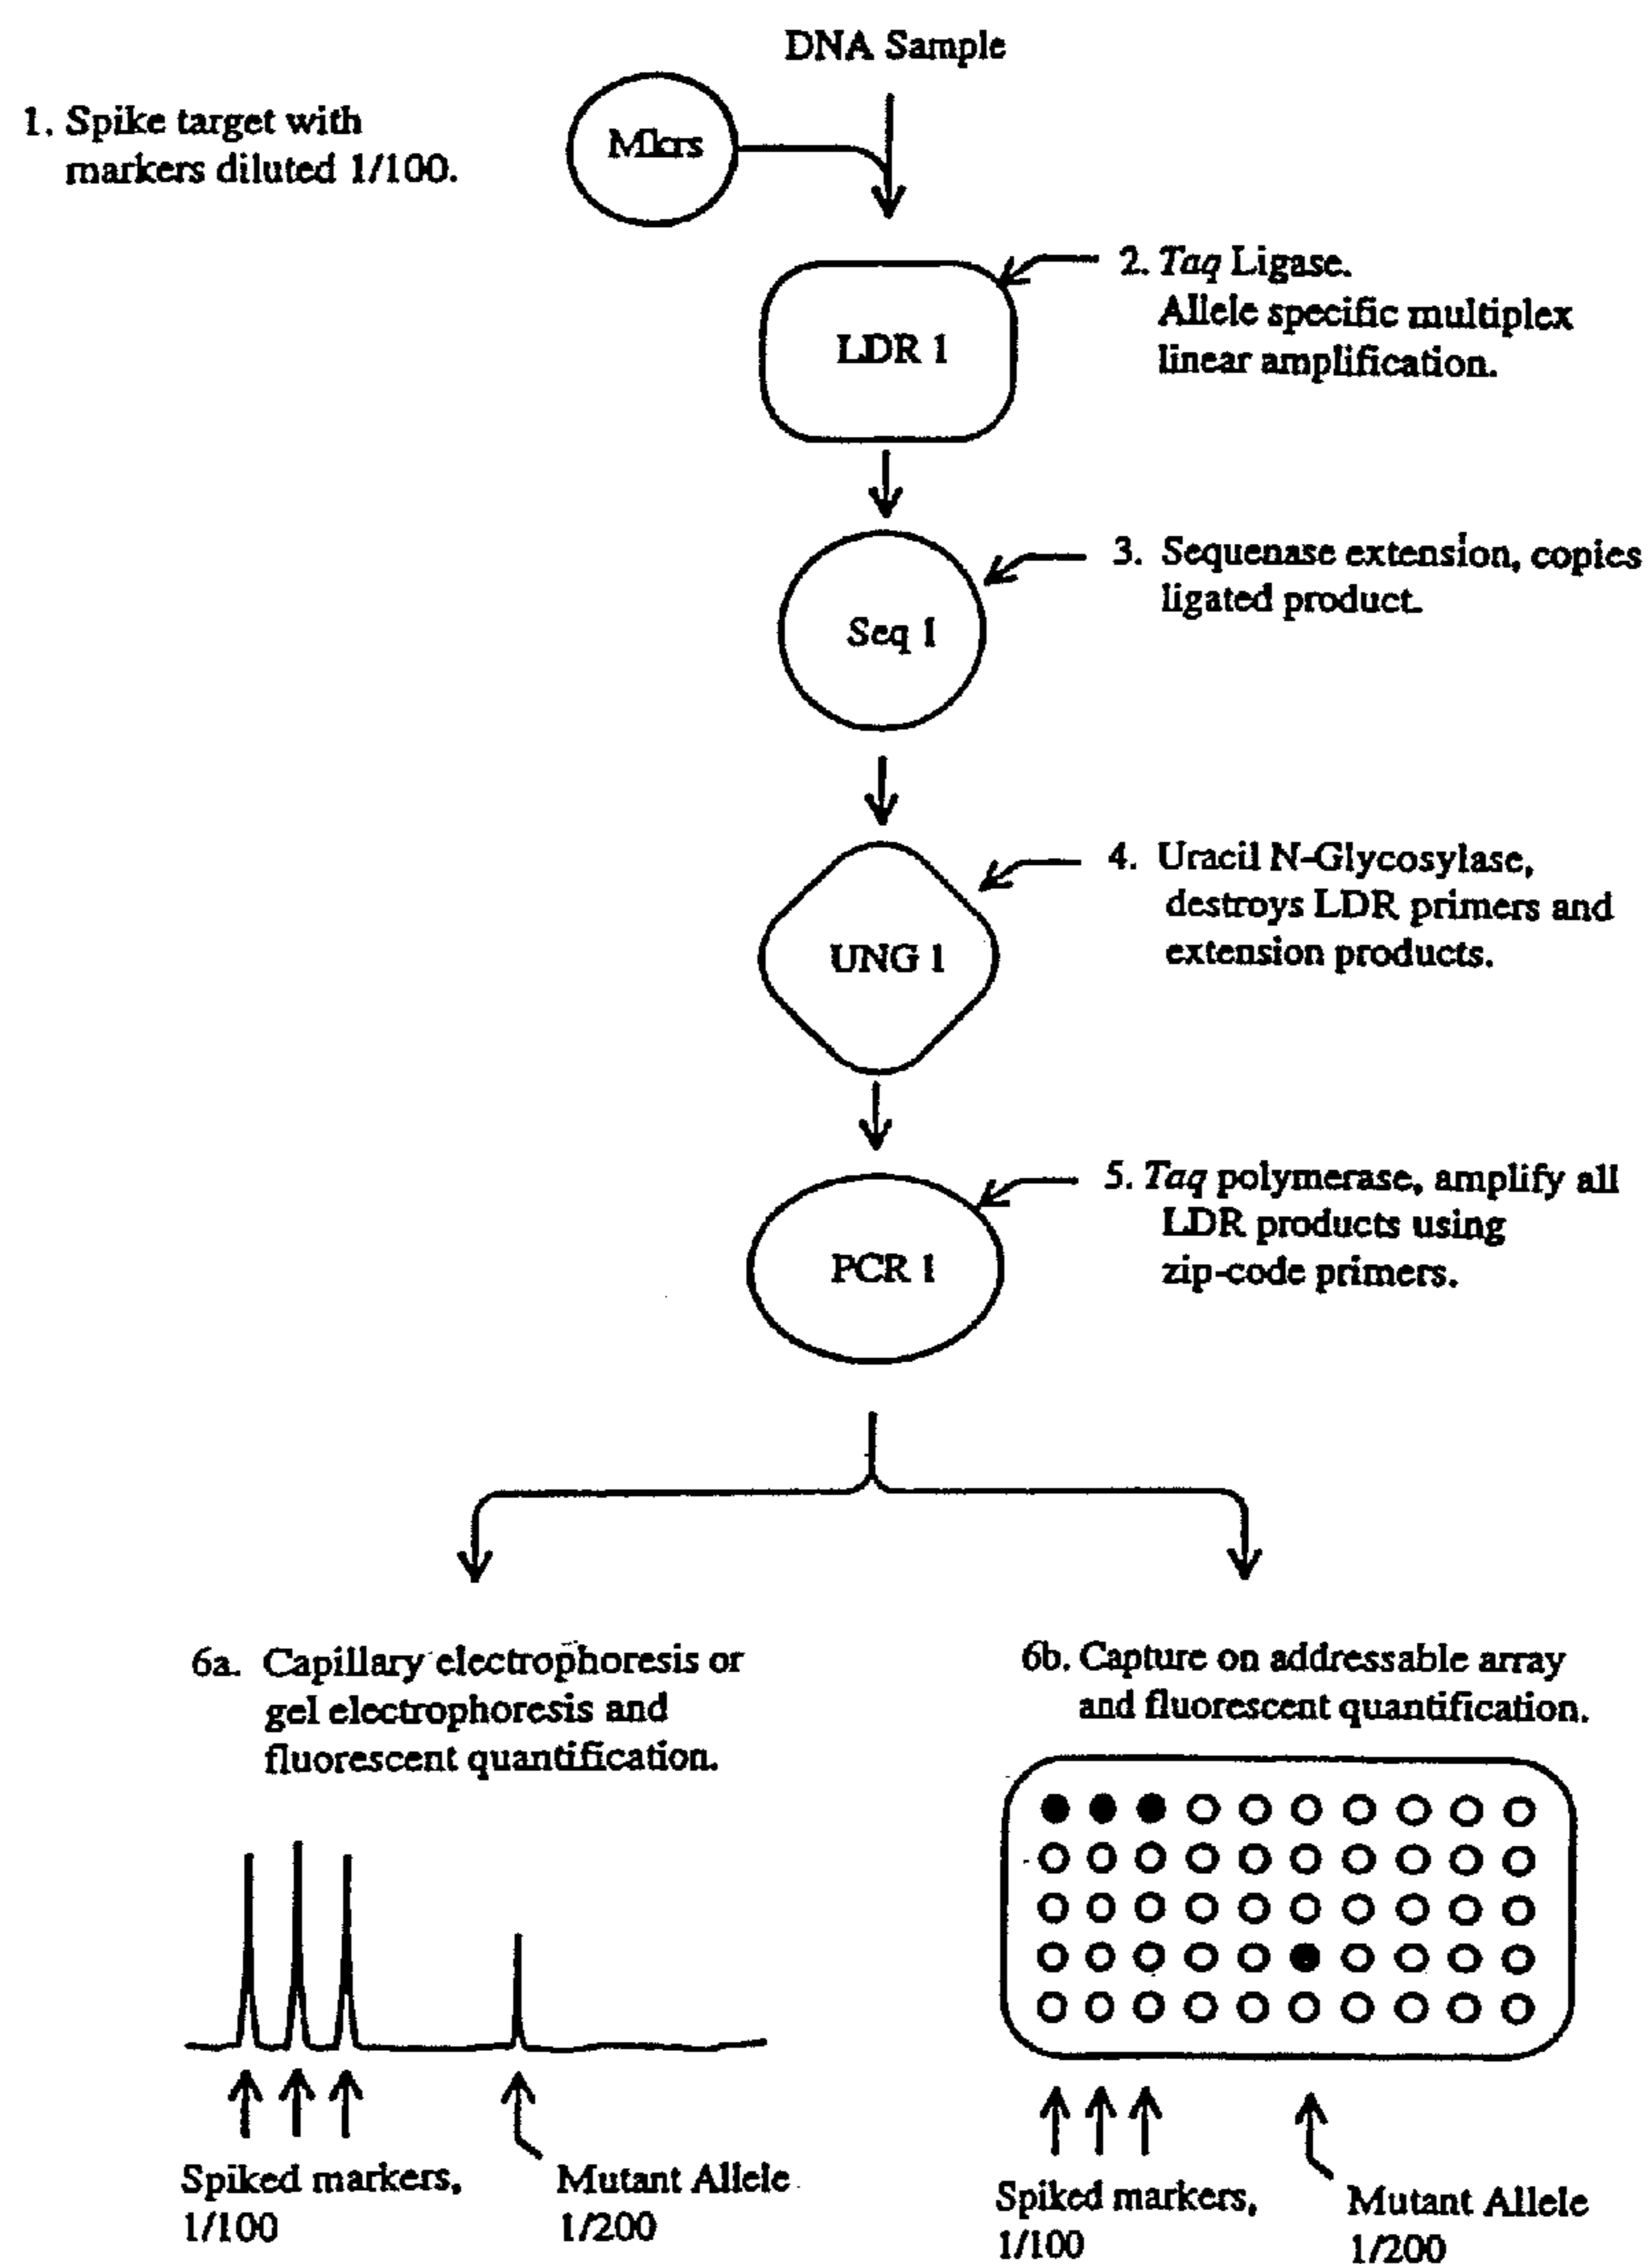 DNA Sample
1. Spike target with
markers diluted 1/100.
Mkrs
2. Taq Ligase.
Allele specific multiplex
linear amplification.
LDR 1
3. Sequenase extension, copies
ligated product.
Seq 1
4. Uracil N-Glycosylase,
destroys LDR primers and
extension products.
UNG 1
5. Taq polymerase, amplify all
LDR products using
zip-code primers.
PCR 1
6a. Capillary electrophoresis or
gel electrophoresis and
fluorescent quantification.
6b. Capture on addressable array
and fluorescent quantification.
Spiked markers,
1/100
Mutant Allele
1/200
Spiked markers,
1/100
Mutant Allele
1/200